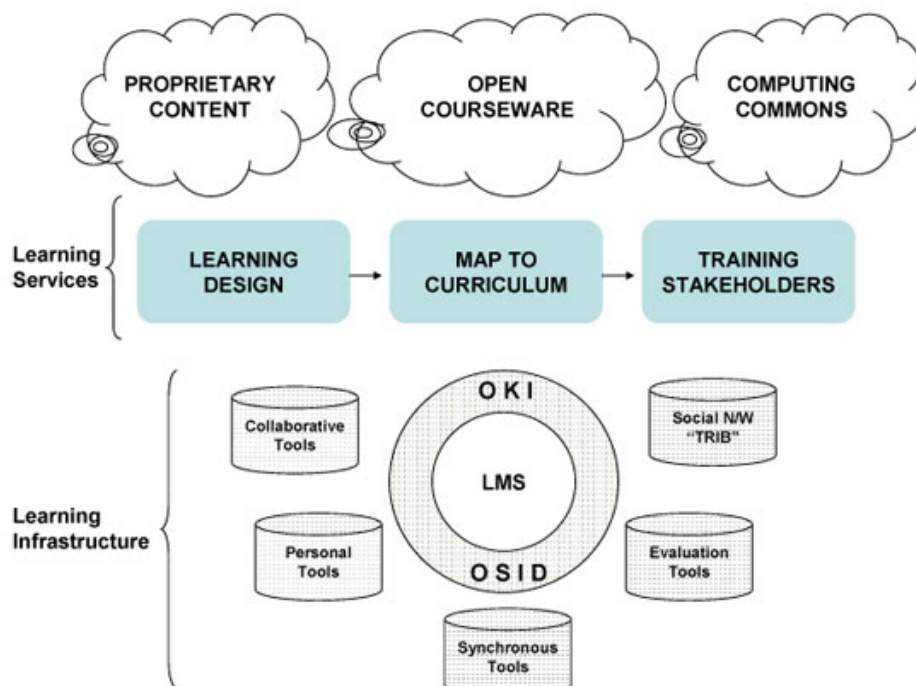 PROPRIETARY
CONTENT
OPEN
COURSEWARE
COMPUTING
COMMONS
Learning
Services
LEARNING
DESIGN
MAP TO
CURRICULUM
TRAINING
STAKEHOLDERS
Learning
Infrastructure
Collaborative
Tools
OKI
LMS
OSID
Social N/W
“TRIB”
Personal
Tools
Evaluation
Tools
Synchronous
Tools